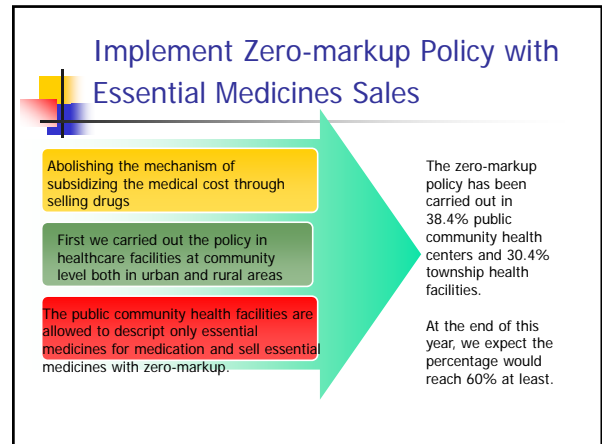 Implement Zero-markup Policy with
Essential Medicines Sales
Abolishing the mechanism of
subsidizing the medical cost through
selling drugs
First we carried out the policy in
healthcare facilities at community
level both in urban and rural areas
The public community health facilities are
allowed to descript only essential
medicines for medication and sell essential
medicines with zero-markup.
The zero-markup
policy has been
carried out in
38.4% public
community health
centers and 30.4%
township health
facilities.
At the end of this
year, we expect the
percentage would
reach 60% at least.